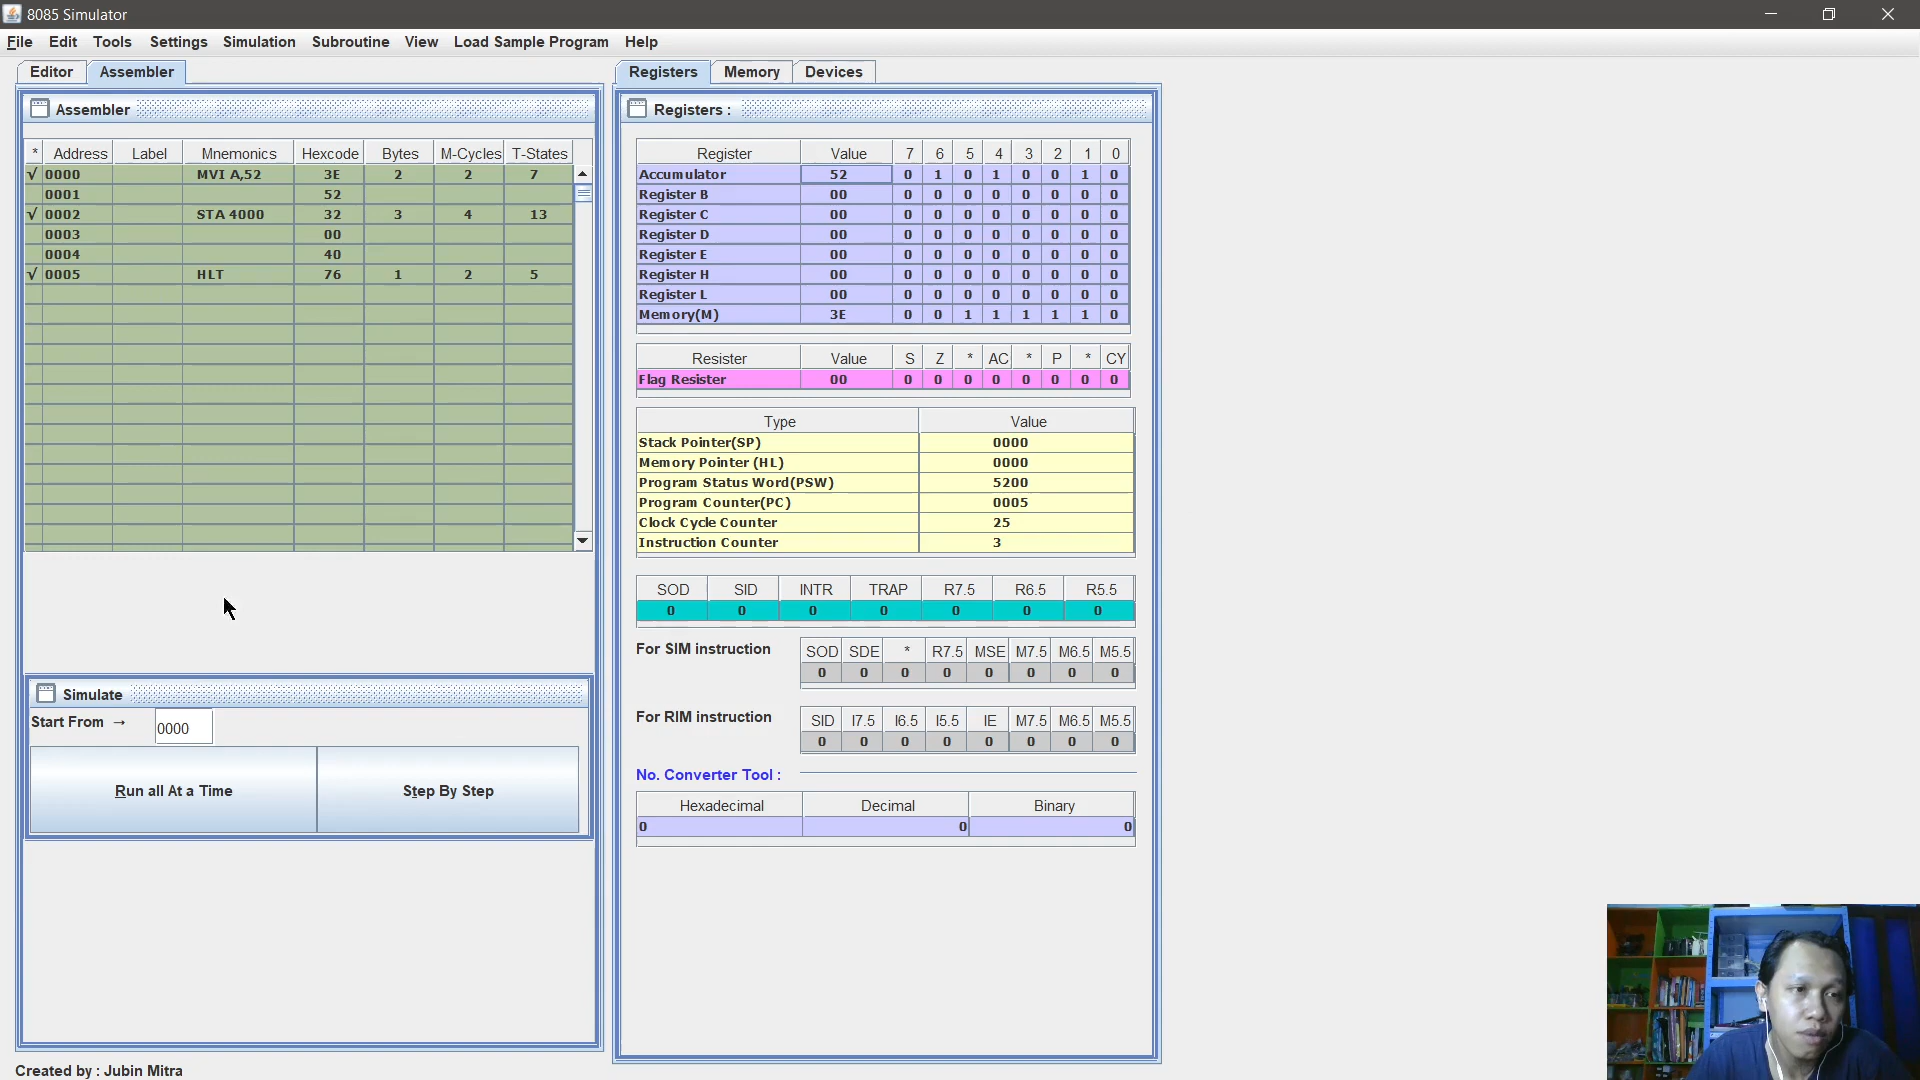 8085 Simulator
File Edit Tools Settings Simulation Subroutine View Load Sample Program Help
Editor Assembler
Assembler
* Address Label Mnemonics Hexcode Bytes M-Cycles T-States
√ 0000 MVI A,52 3E 2 2 7
0001 52
√ 0002 STA 4000 32 3 4 13
0003 00
0004 40
√ 0005 HLT 76 1 2 5
Simulate
Start From → 0000
Run all At a Time Step By Step
Created by : Jubin Mitra
Registers Memory Devices
Registers :
Register Value 7 6 5 4 3 2 1 0
Accumulator 52 0 1 0 1 0 0 1 0
Register B 00 0 0 0 0 0 0 0 0
Register C 00 0 0 0 0 0 0 0 0
Register D 00 0 0 0 0 0 0 0 0
Register E 00 0 0 0 0 0 0 0 0
Register H 00 0 0 0 0 0 0 0 0
Register L 00 0 0 0 0 0 0 0 0
Memory(M) 3E 0 0 1 1 1 1 1 0
Resister Value S Z * AC * P * CY
Flag Resister 00 0 0 0 0 0 0 0 0
Type Value
Stack Pointer(SP) 0000
Memory Pointer (HL) 0000
Program Status Word(PSW) 5200
Program Counter(PC) 0005
Clock Cycle Counter 25
Instruction Counter 3
SOD SID INTR TRAP R7.5 R6.5 R5.5
0 0 0 0 0 0 0
For SIM instruction SOD SDE * R7.5 MSE M7.5 M6.5 M5.5
0 0 0 0 0 0 0 0
For RIM instruction SID I7.5 I6.5 I5.5 IE M7.5 M6.5 M5.5
0 0 0 0 0 0 0 0
No. Converter Tool :
Hexadecimal Decimal Binary
0 0 0